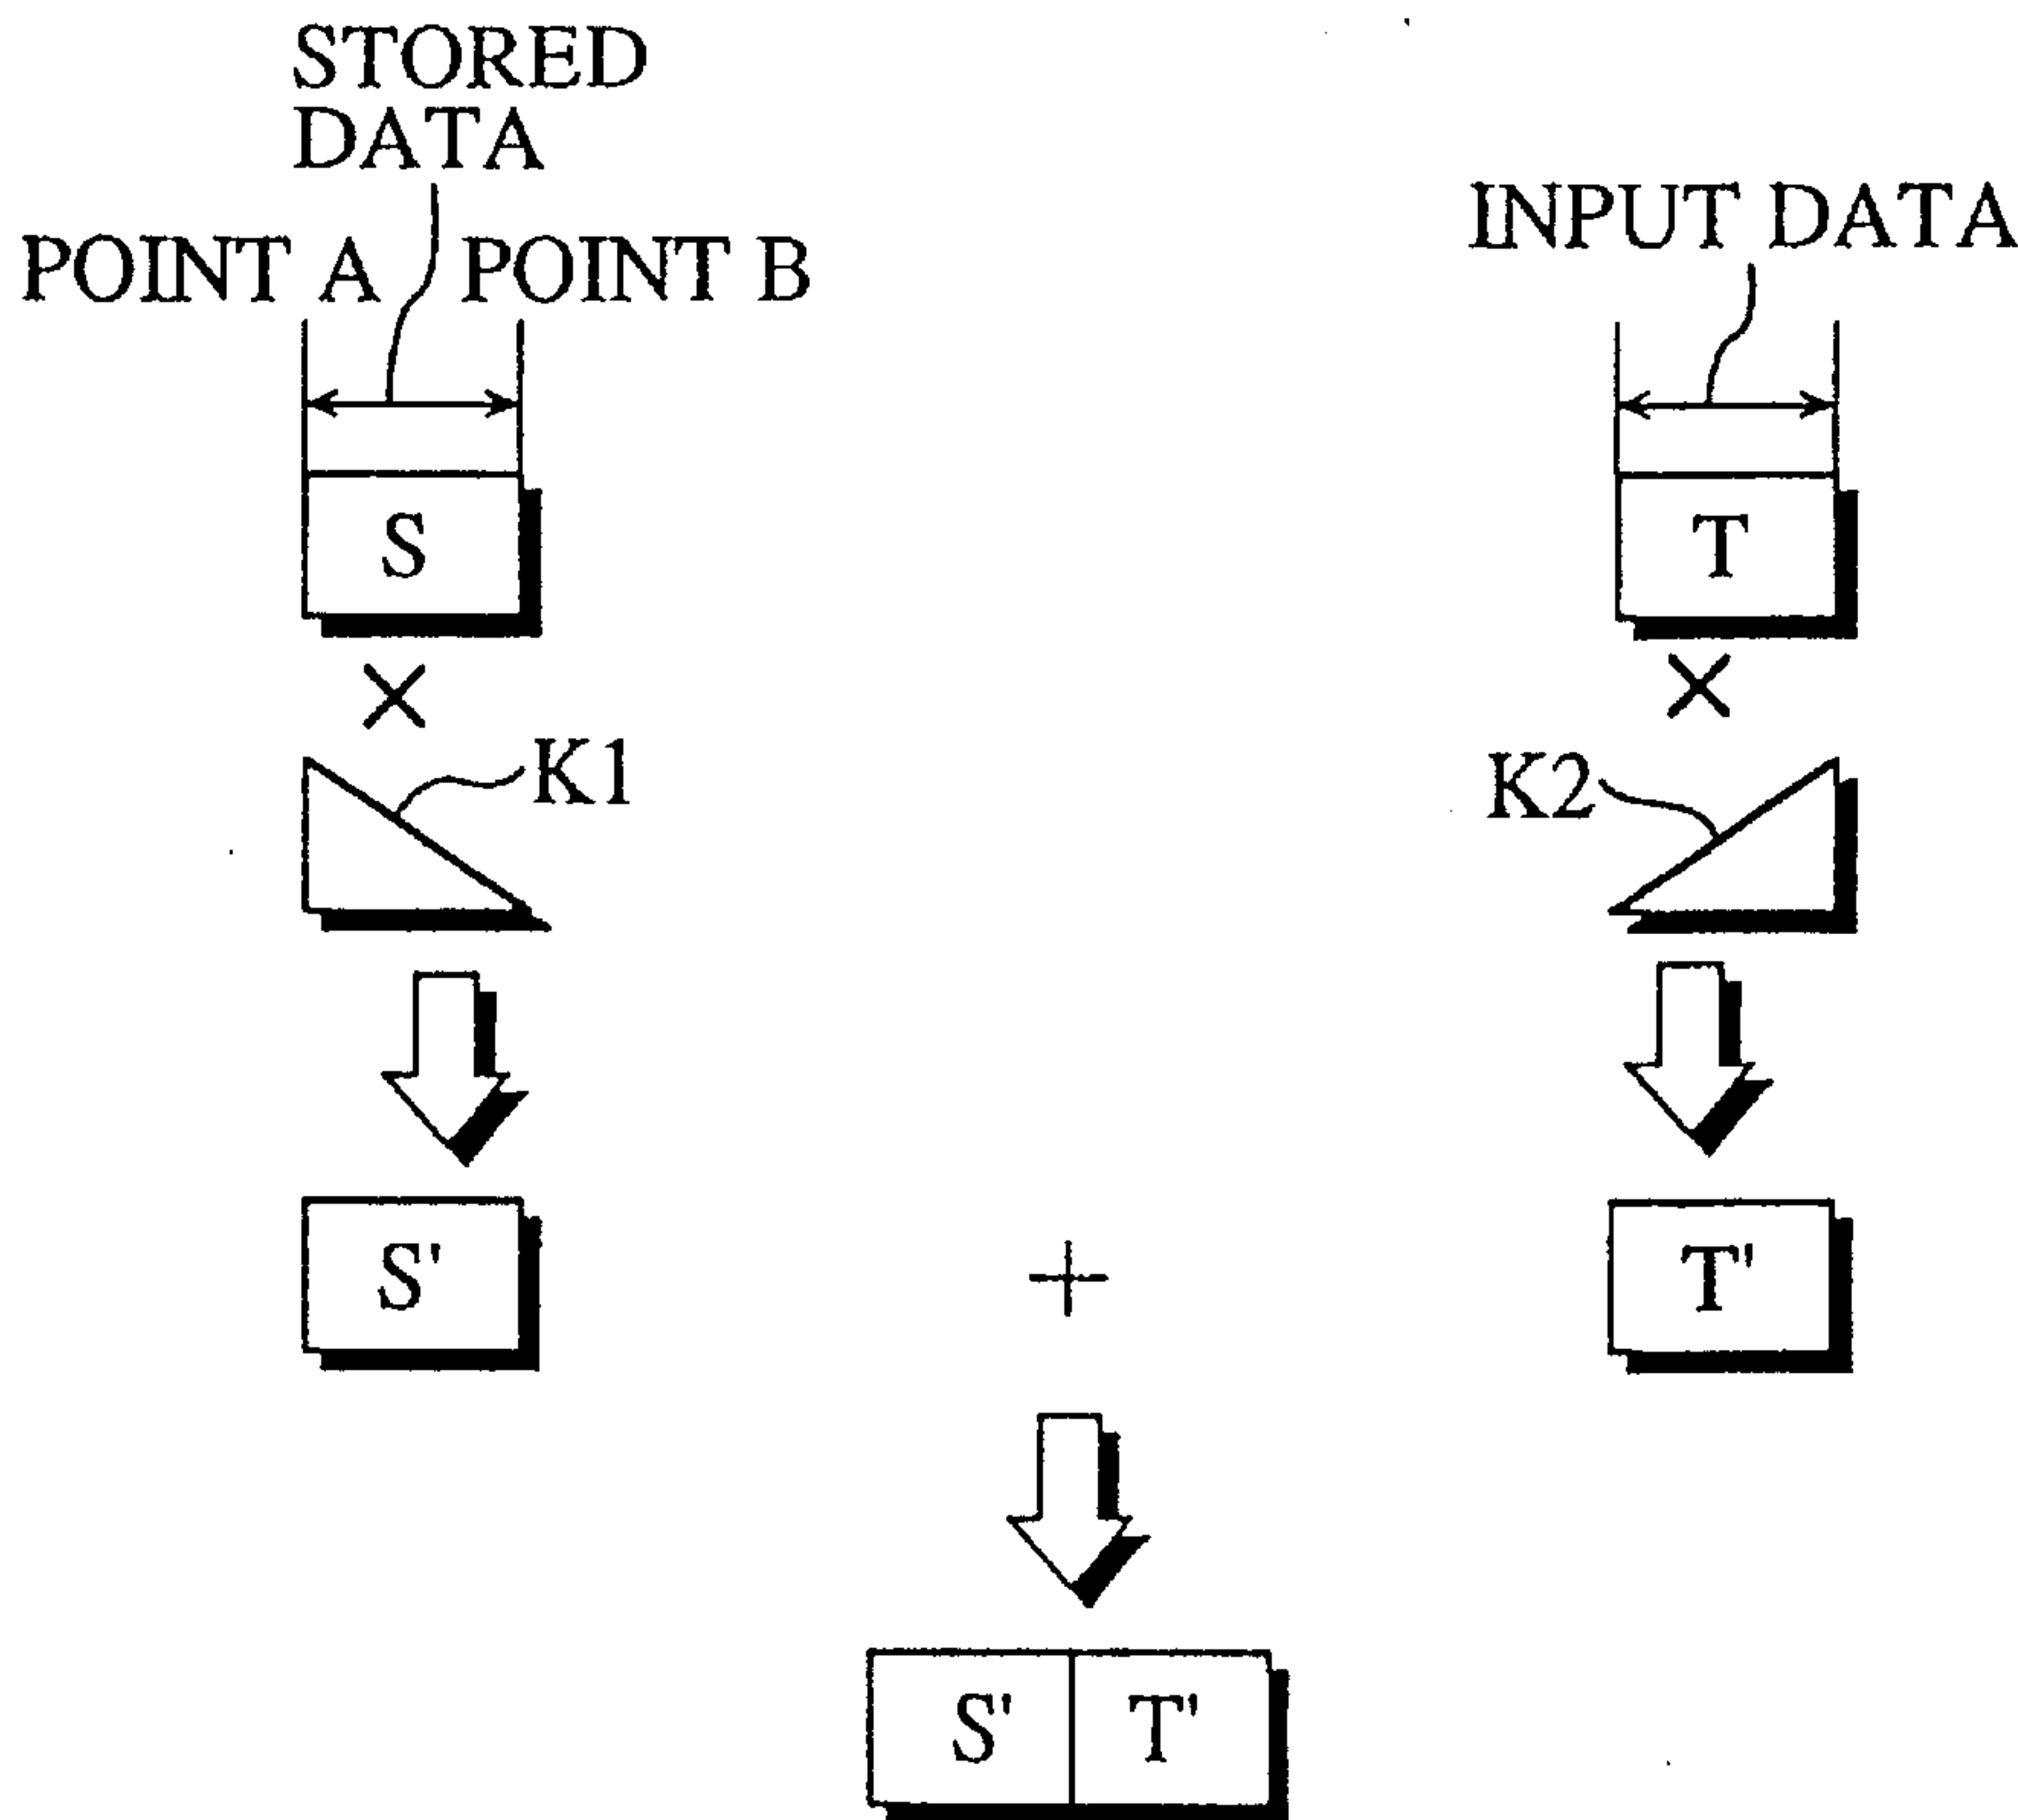 STORED
DATA
POINT A POINT B
INPUT DATA
S
T
×
×
K1
K2
S'
+
T'
S' T'